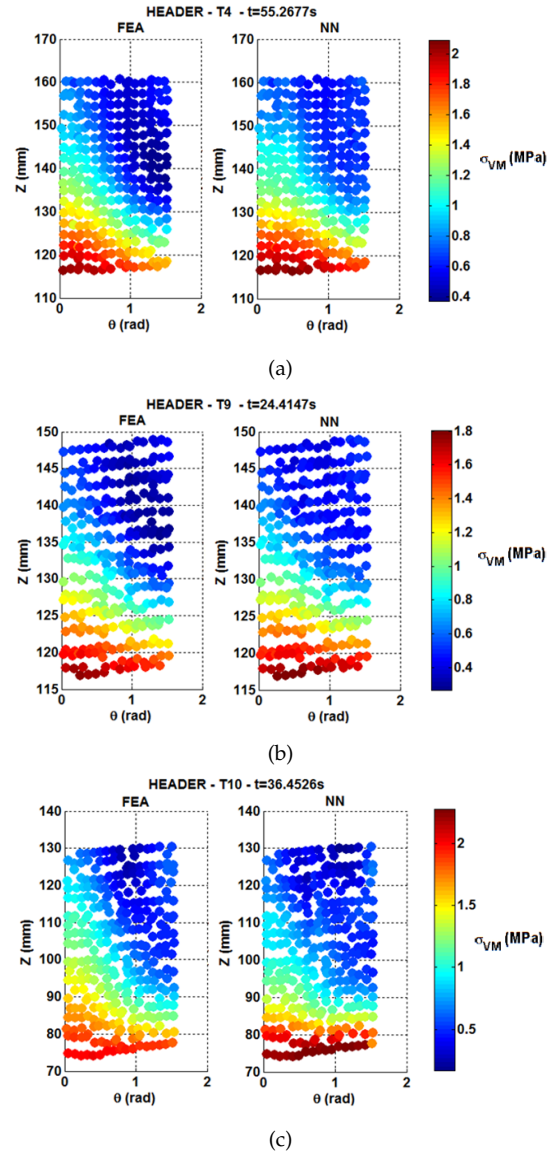 HEADER - T4 - t=55.2677s
FEA NN
170 170
160 160
150 150
140 140
130 130
120 120
110 110
0 1 2 0 1 2
Z (mm) Z (mm)
θ (rad) θ (rad)
2
1.8
1.6
1.4
1.2
1
0.8
0.6
0.4
σVM (MPa)
(a)
HEADER - T9 - t=24.4147s
FEA NN
150 150
145 145
140 140
135 135
130 130
125 125
120 120
115 115
0 1 2 0 1 2
Z (mm) Z (mm)
θ (rad) θ (rad)
1.8
1.6
1.4
1.2
1
0.8
0.6
0.4
σVM (MPa)
(b)
HEADER - T10 - t=36.4526s
FEA NN
140 140
130 130
120 120
110 110
100 100
90 90
80 80
70 70
0 1 2 0 1 2
Z (mm) Z (mm)
θ (rad) θ (rad)
2
1.5
1
0.5
σVM (MPa)
(c)